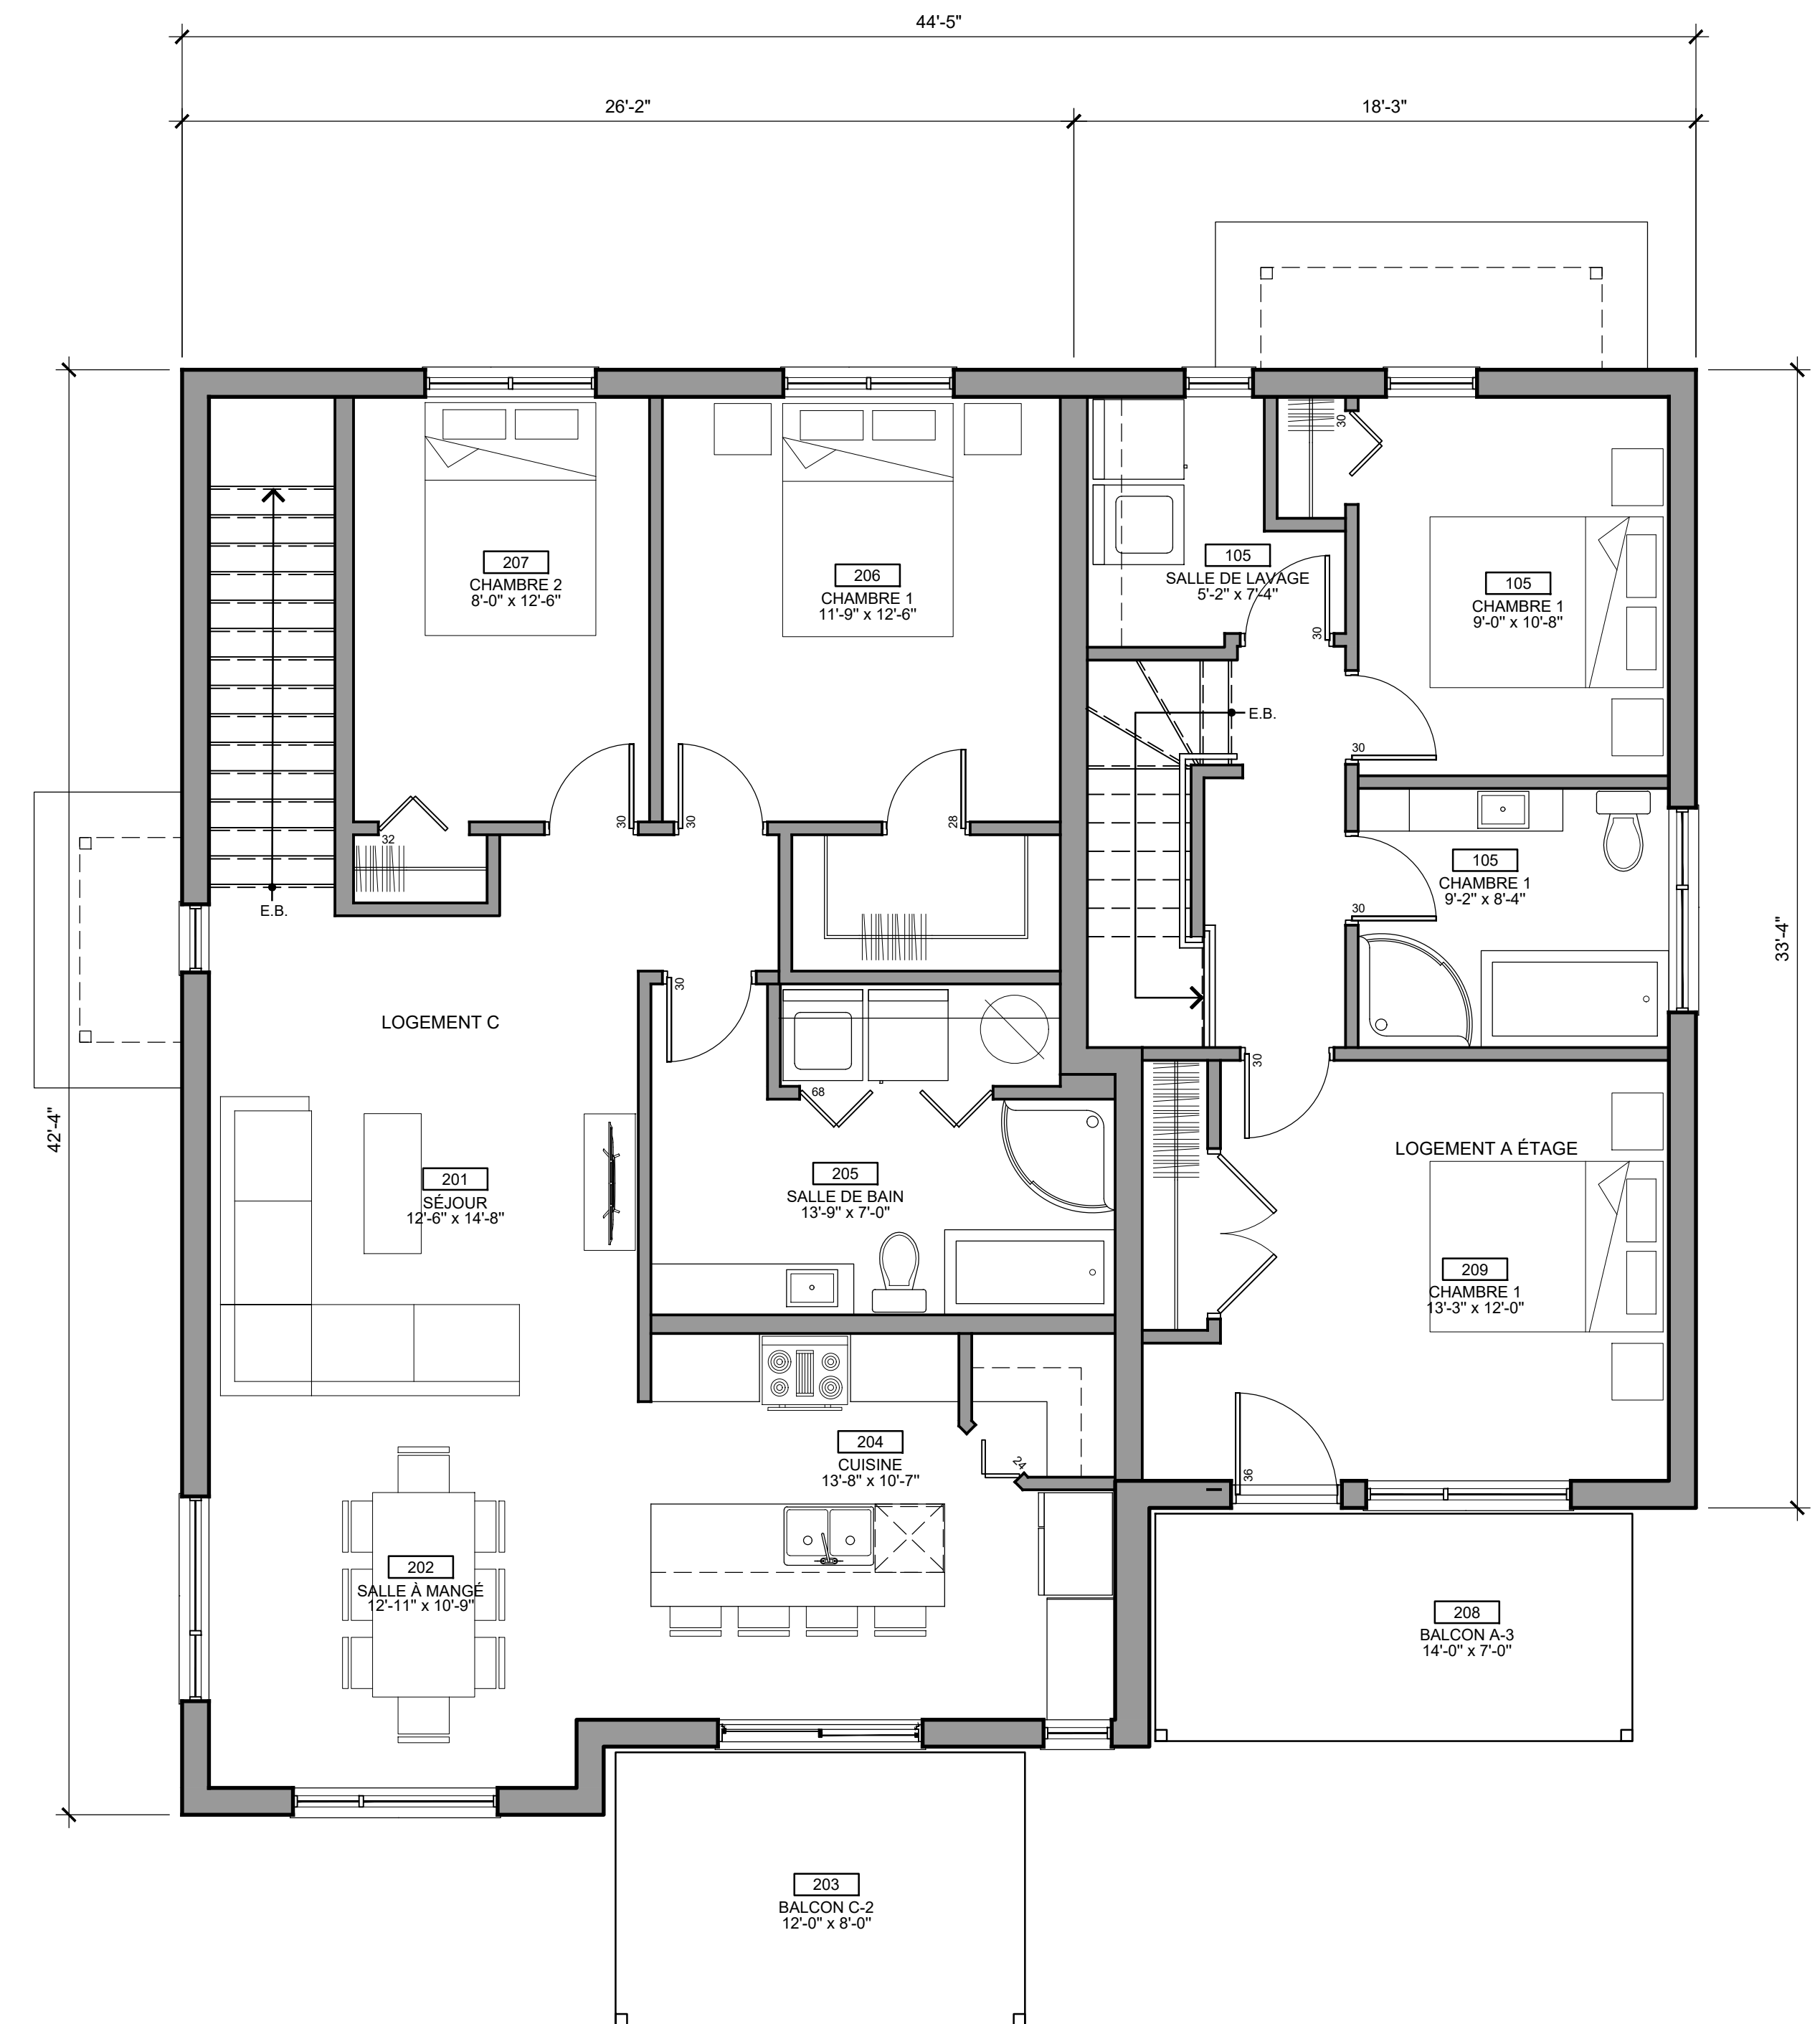 44'-5"
26'-2"
18'-3"
30
207
CHAMBRE 2
8'-0" x 12'-6"
206
CHAMBRE 1
11'-9" x 12'-6"
105
SALLE DE LAVAGE
5'-2" x 7'-4"
105
CHAMBRE 1
9'-0" x 10'-8"
30
E.B.
30
32
30
30
28
105
CHAMBRE 1
9'-2" x 8'-4"
30
E.B.
33'-4"
30
LOGEMENT C
30
68
42'-4"
LOGEMENT A ÉTAGE
201
SÉJOUR
12'-6" x 14'-8"
205
SALLE DE BAIN
13'-9" x 7'-0"
209
CHAMBRE 1
13'-3" x 12'-0"
204
CUISINE
13'-8" x 10'-7"
24
36
202
SALLE À MANGÉ
12'-11" x 10'-9"
208
BALCON A-3
14'-0" x 7'-0"
203
BALCON C-2
12'-0" x 8'-0"